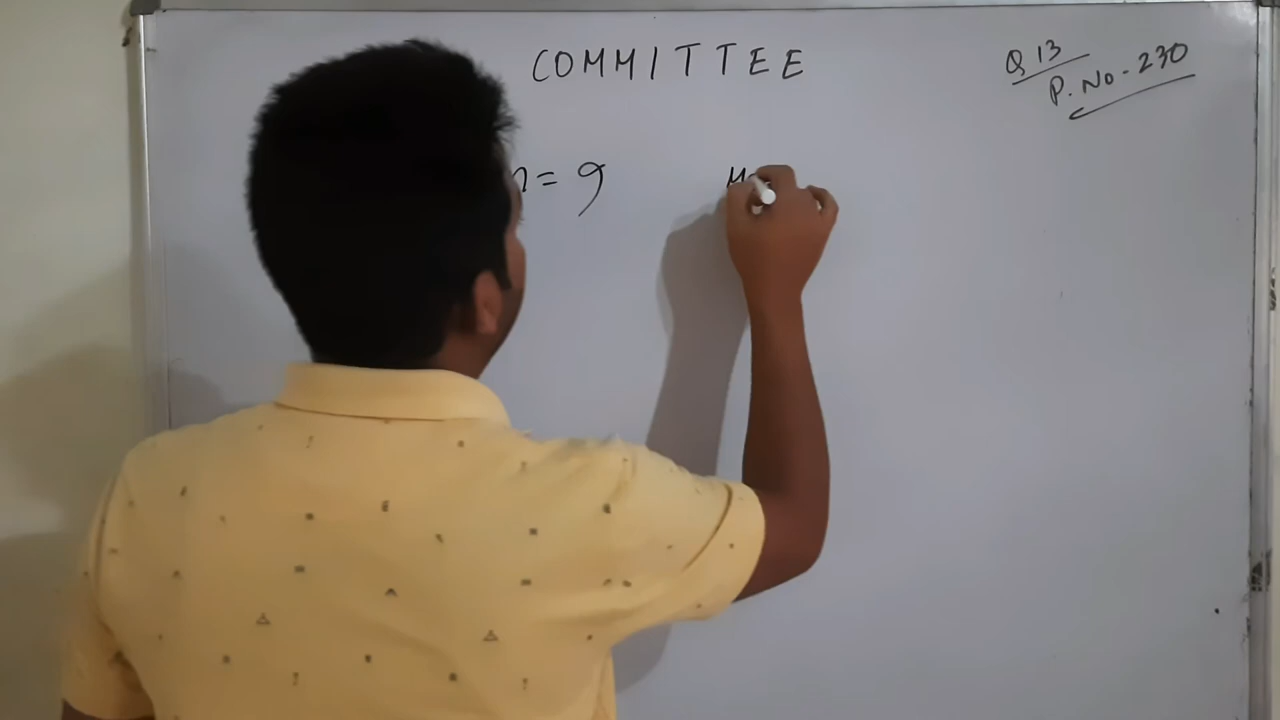 COMMITTEE
Q 13
P. No - 230
n = 9
M